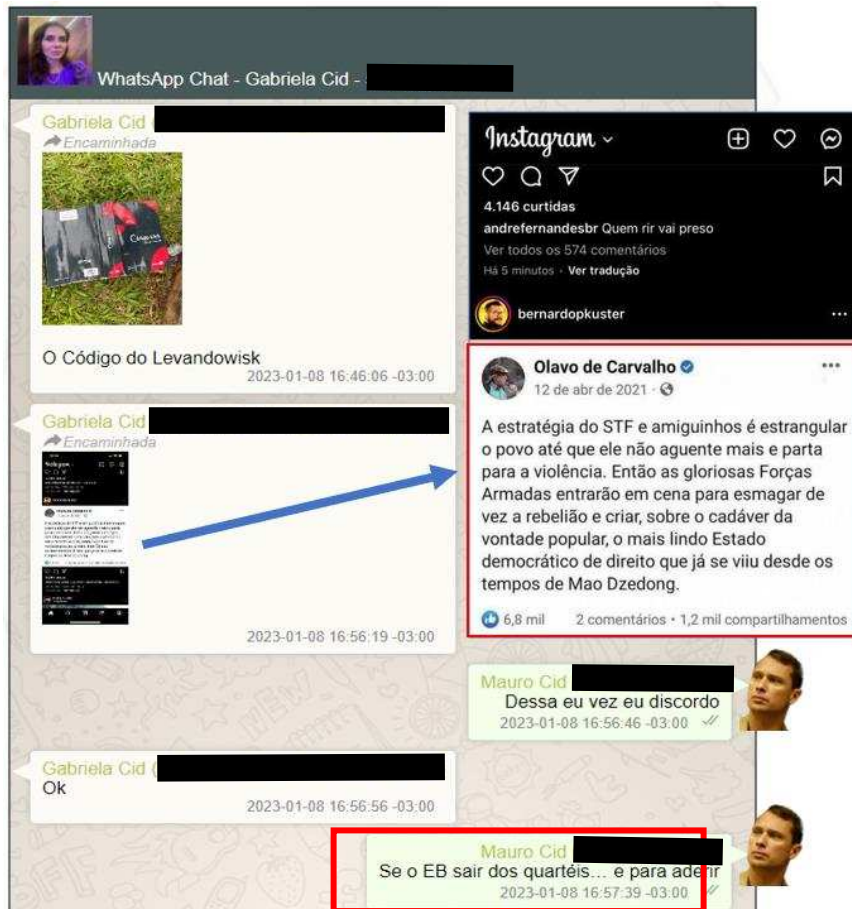 WhatsApp Chat - Gabriela Cid -
Gabriela Cid (
Encaminhada
O Código do Levandowisk
2023-01-08 16:46:06 -03:00
Gabriela Cid
Encaminhada
2023-01-08 16:56:19 -03:00
Instagram
4.146 curtidas
andrefernandesbr Quem rir vai preso
Ver todos os 574 comentários
Há 5 minutos · Ver tradução
bernardopkuster
Olavo de Carvalho
12 de abr de 2021 ·
A estratégia do STF e amiguinhos é estrangular
o povo até que ele não aguente mais e parta
para a violência. Então as gloriosas Forças
Armadas entrarão em cena para esmagar de
vez a rebelião e criar, sobre o cadáver da
vontade popular, o mais lindo Estado
democrático de direito que já se viiu desde os
tempos de Mao Dzedong.
6,8 mil 2 comentários • 1,2 mil compartilhamentos
Mauro Cid
Dessa eu vez eu discordo
2023-01-08 16:56:46 -03:00
Gabriela Cid (
Ok
2023-01-08 16:56:56 -03:00
Mauro Cid
Se o EB sair dos quartéis... e para aderir
2023-01-08 16:57:39 -03:00